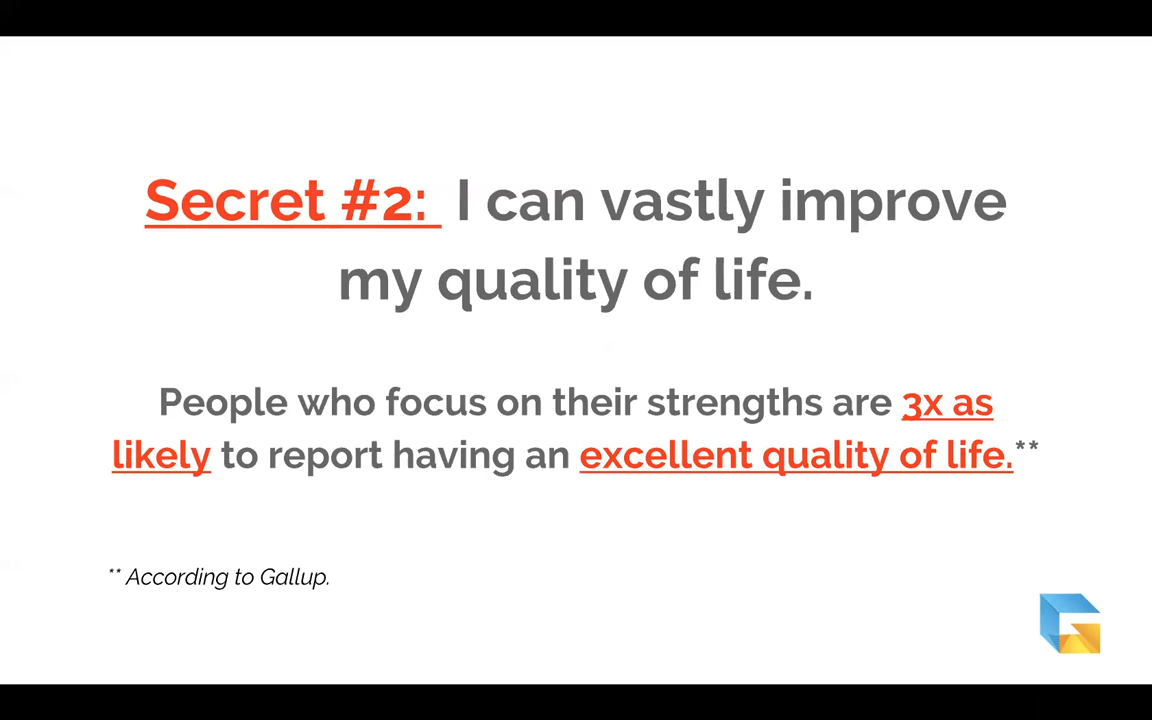 Secret #2: I can vastly improve
my quality of life.
People who focus on their strengths are 3x as
likely to report having an excellent quality of life.**
** According to Gallup.